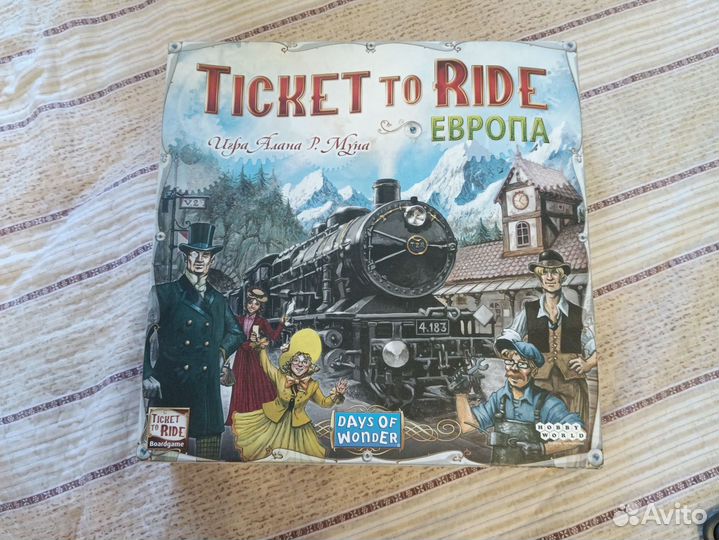 TICKET TO RIDE
ЕВРОПА
Игра Алана Р. Муна
4.183
TICKET
TO RIDE
Boardgame
DAYS OF
WONDER
HOBBY
WORLD
Avito